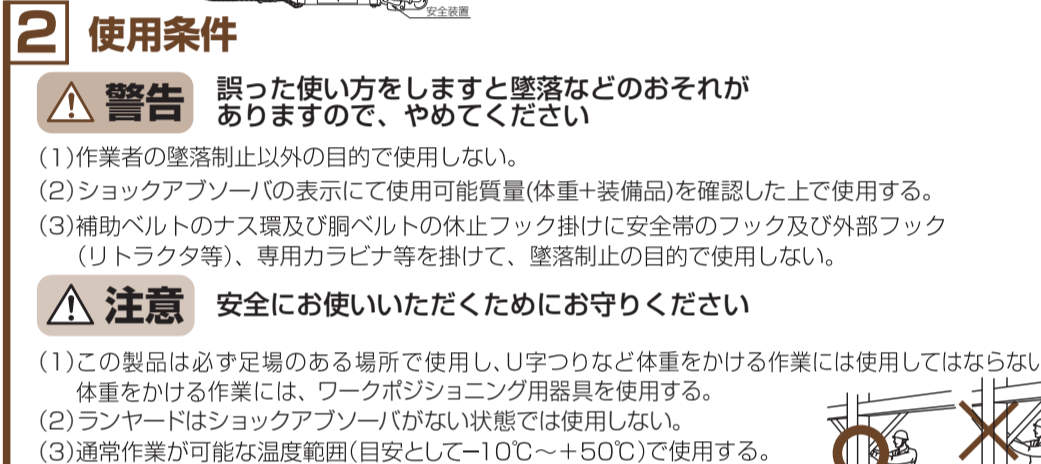 安全装置
2 使用条件
警告 誤った使い方をしますと墜落などのおそれが
ありますので、やめてください
(1)作業者の墜落制止以外の目的で使用しない。
(2)ショックアブソーバの表示にて使用可能質量(体重+装備品)を確認した上で使用する。
(3)補助ベルトのナス環及び胴ベルトの休止フック掛けに安全帯のフック及び外部フック
(リトラクタ等)、専用カラビナ等を掛けて、墜落制止の目的で使用しない。
注意 安全にお使いいただくためにお守りください
(1)この製品は必ず足場のある場所で使用し、U字つりなど体重をかける作業には使用してはならない
体重をかける作業には、ワークポジショニング用器具を使用する。
(2)ランヤードはショックアブソーバがない状態では使用しない。
(3)通常作業が可能な温度範囲(目安として−10℃〜+50℃)で使用する。